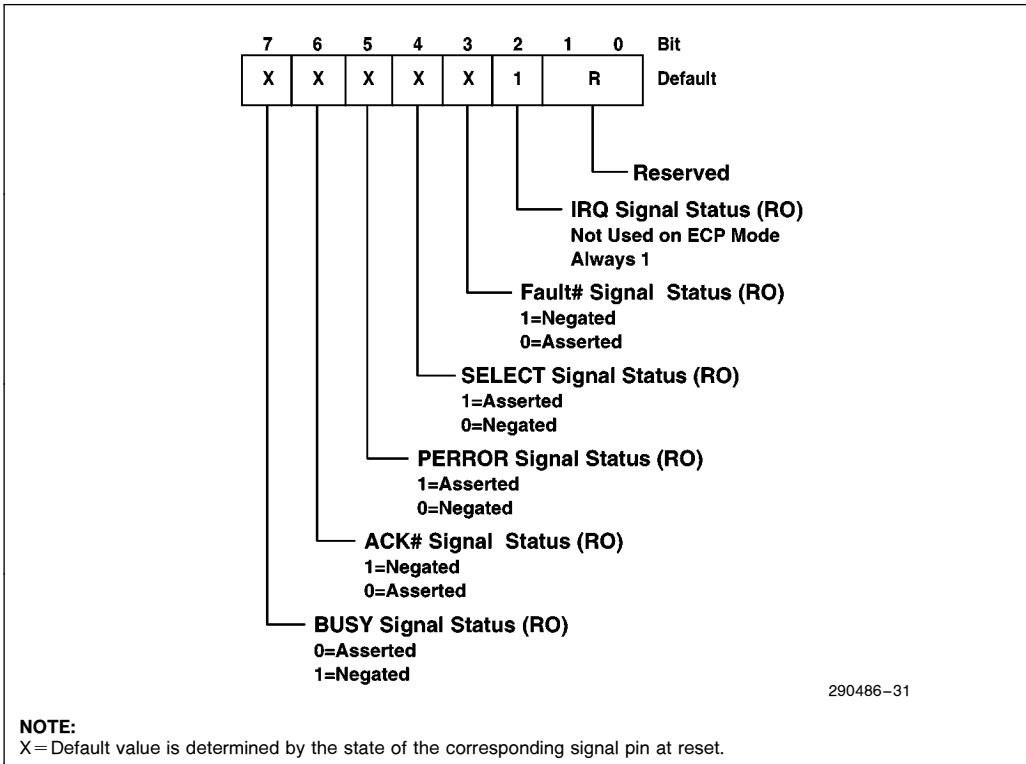 7 6 5 4 3 2 1 0 Bit
X X X X X 1 R Default
Reserved
IRQ Signal Status (RO)
Not Used on ECP Mode
Always 1
Fault# Signal Status (RO)
1=Negated
0=Asserted
SELECT Signal Status (RO)
1=Asserted
0=Negated
PERROR Signal Status (RO)
1=Asserted
0=Negated
ACK# Signal Status (RO)
1=Negated
0=Asserted
BUSY Signal Status (RO)
0=Asserted
1=Negated
290486–31
NOTE:
X=Default value is determined by the state of the corresponding signal pin at reset.